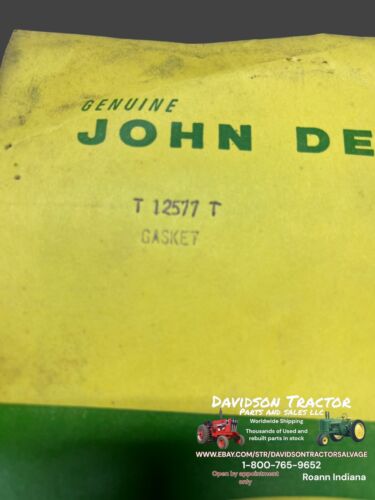 GENUINE
JOHN DE
T 12577 T
GASKET
DAVIDSON TRACTOR
PARTS AND SALES LLC
Worldwide Shipping
Thousands of Used and
rebuilt parts in stock
WWW.EBAY.COM/STR/DAVIDSONTRACTORSALVAGE
1-800-765-9652
Open by appointment
only
Roann Indiana